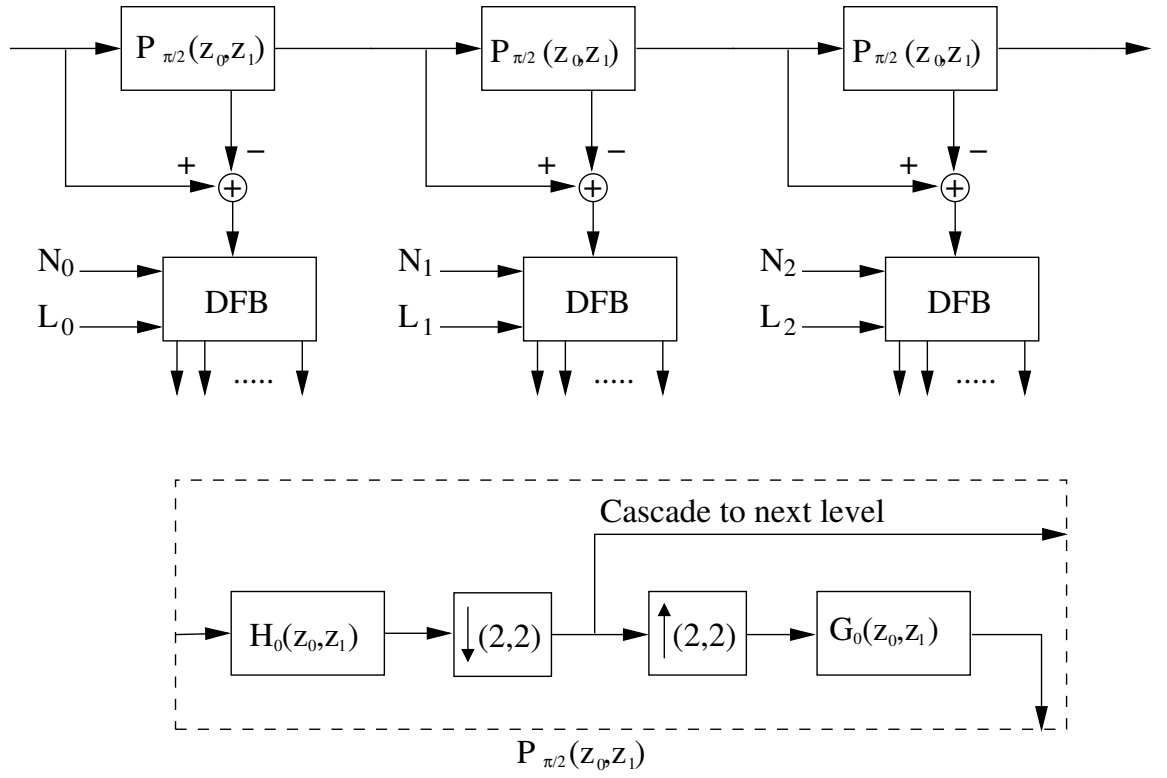 P π/2 (z₀,z₁)
P π/2 (z₀,z₁)
P π/2 (z₀,z₁)
+
−
+
−
+
−
+
+
+
N₀
N₁
N₂
DFB
DFB
DFB
L₀
L₁
L₂
.....
.....
.....
Cascade to next level
H₀(z₀,z₁)
(2,2)
(2,2)
G₀(z₀,z₁)
P π/2 (z₀,z₁)